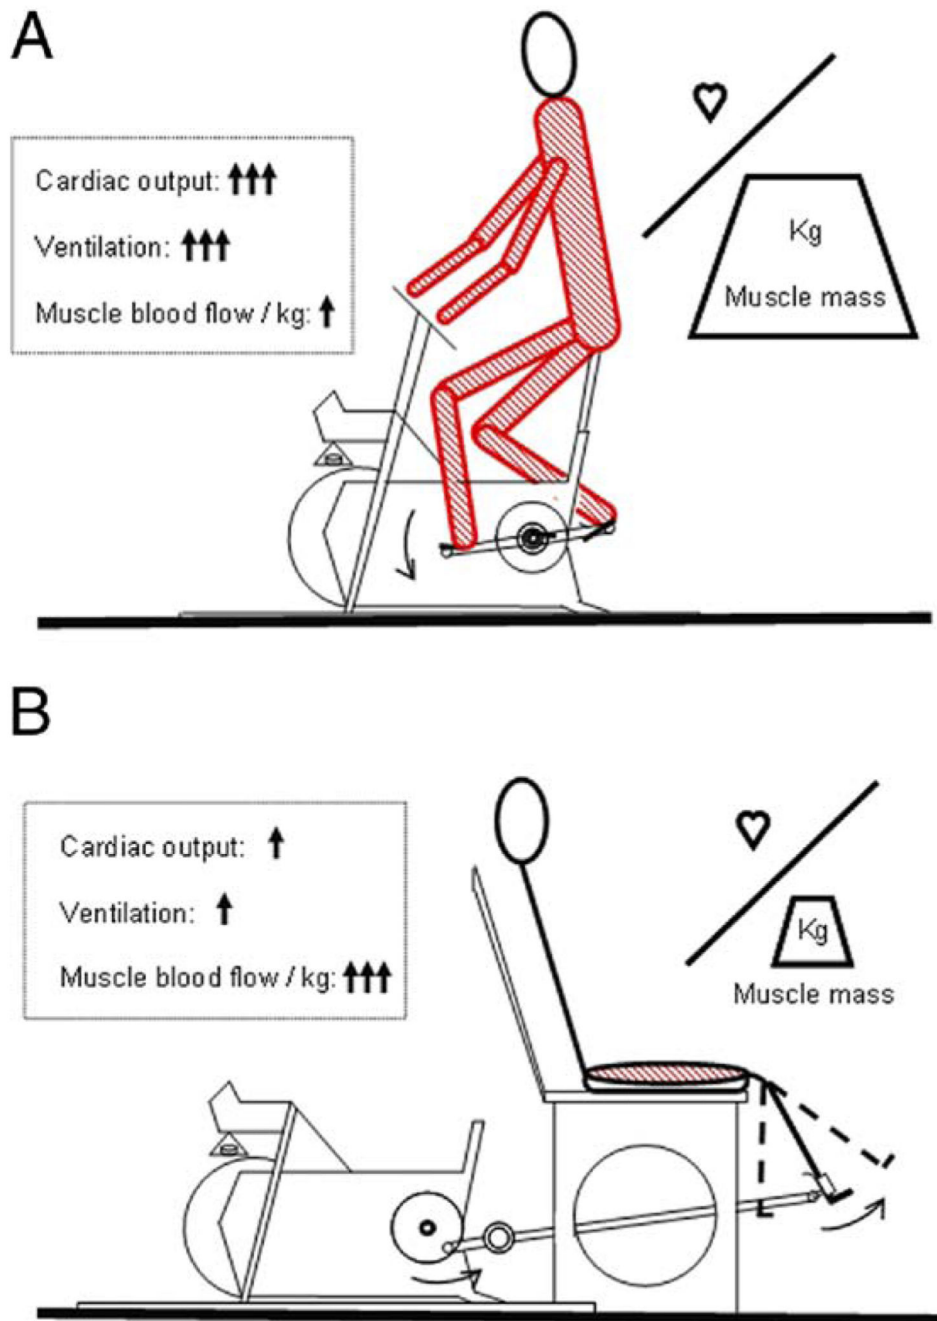 A
Cardiac output: ↑↑↑
Ventilation: ↑↑↑
Muscle blood flow / kg: ↑
Kg
Muscle mass
B
Cardiac output: ↑
Ventilation: ↑
Muscle blood flow / kg: ↑↑↑
Kg
Muscle mass